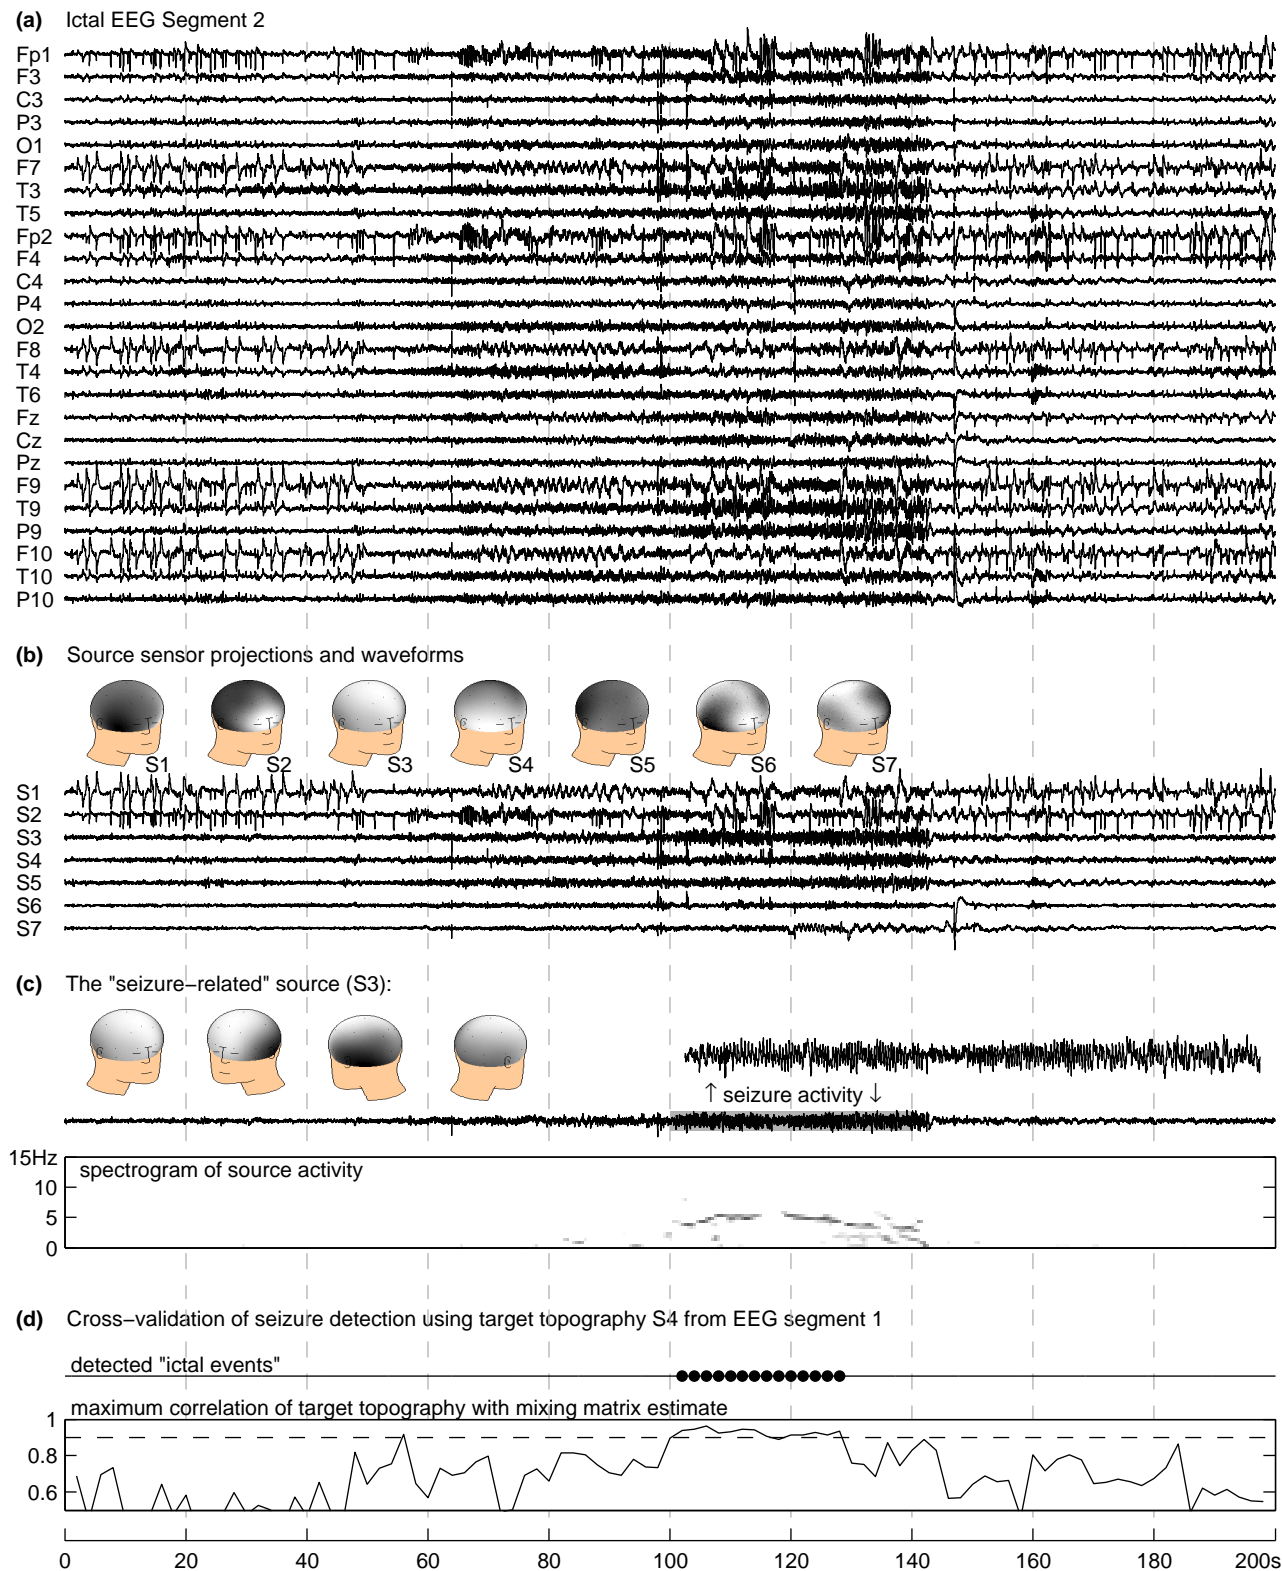 (a) Ictal EEG Segment 2
Fp1
F3
C3
P3
O1
F7
T3
T5
Fp2
F4
C4
P4
O2
F8
T4
T6
Fz
Cz
Pz
F9
T9
P9
F10
T10
P10
(b) Source sensor projections and waveforms
S1 S2 S3 S4 S5 S6 S7
S1
S2
S3
S4
S5
S6
S7
(c) The "seizure−related" source (S3):
↑ seizure activity ↓
15Hz
spectrogram of source activity
10
5
0
(d) Cross−validation of seizure detection using target topography S4 from EEG segment 1
detected "ictal events"
maximum correlation of target topography with mixing matrix estimate
1
0.8
0.6
0 20 40 60 80 100 120 140 160 180 200s